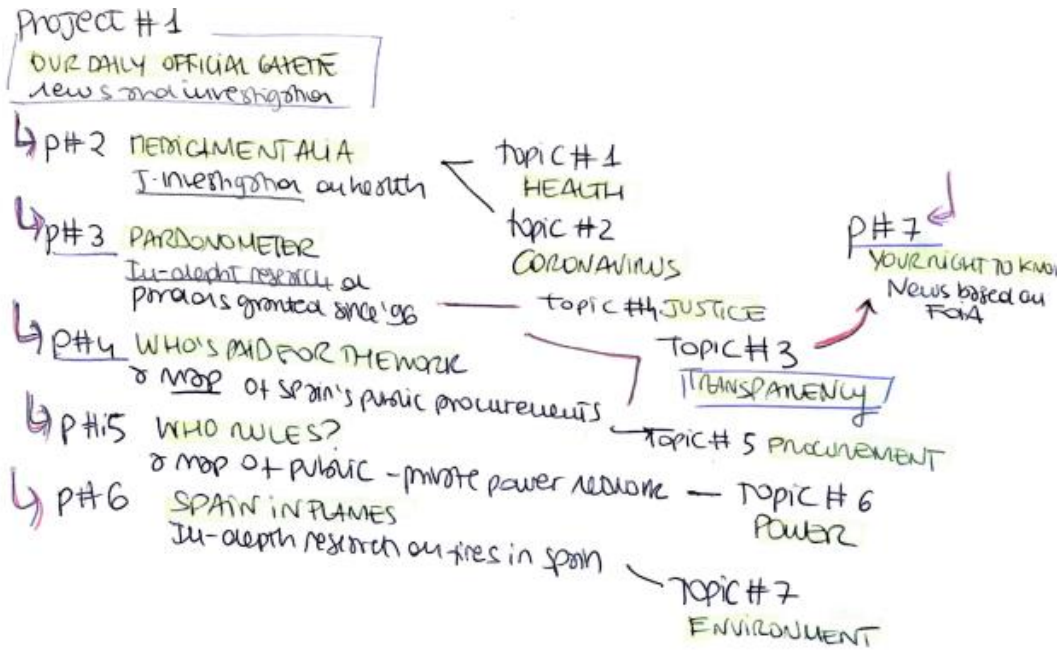 Project #1
OUR DAILY OFFICIAL GAZETTE
news and investigation
P#2 MEDICAMENTALIA
J-investigation on health
topic #1
HEALTH
topic #2
CORONAVIRUS
P#3 PARDONOMETER
In-depht research on
pardons granted since '96
topic #4 JUSTICE
P#7
YOUR RIGHT TO KNOW
News based on
FoiA
P#4 WHO'S PAID FOR THE WORK
a map of Spain's public procurements
TOPIC #3
TRANSPARENCY
P#5 WHO RULES?
a map of public-private power network
TOPIC #5 PROCUREMENT
TOPIC #6
POWER
P#6 SPAIN IN FLAMES
In-depth research on fires in spain
TOPIC #7
ENVIRONMENT